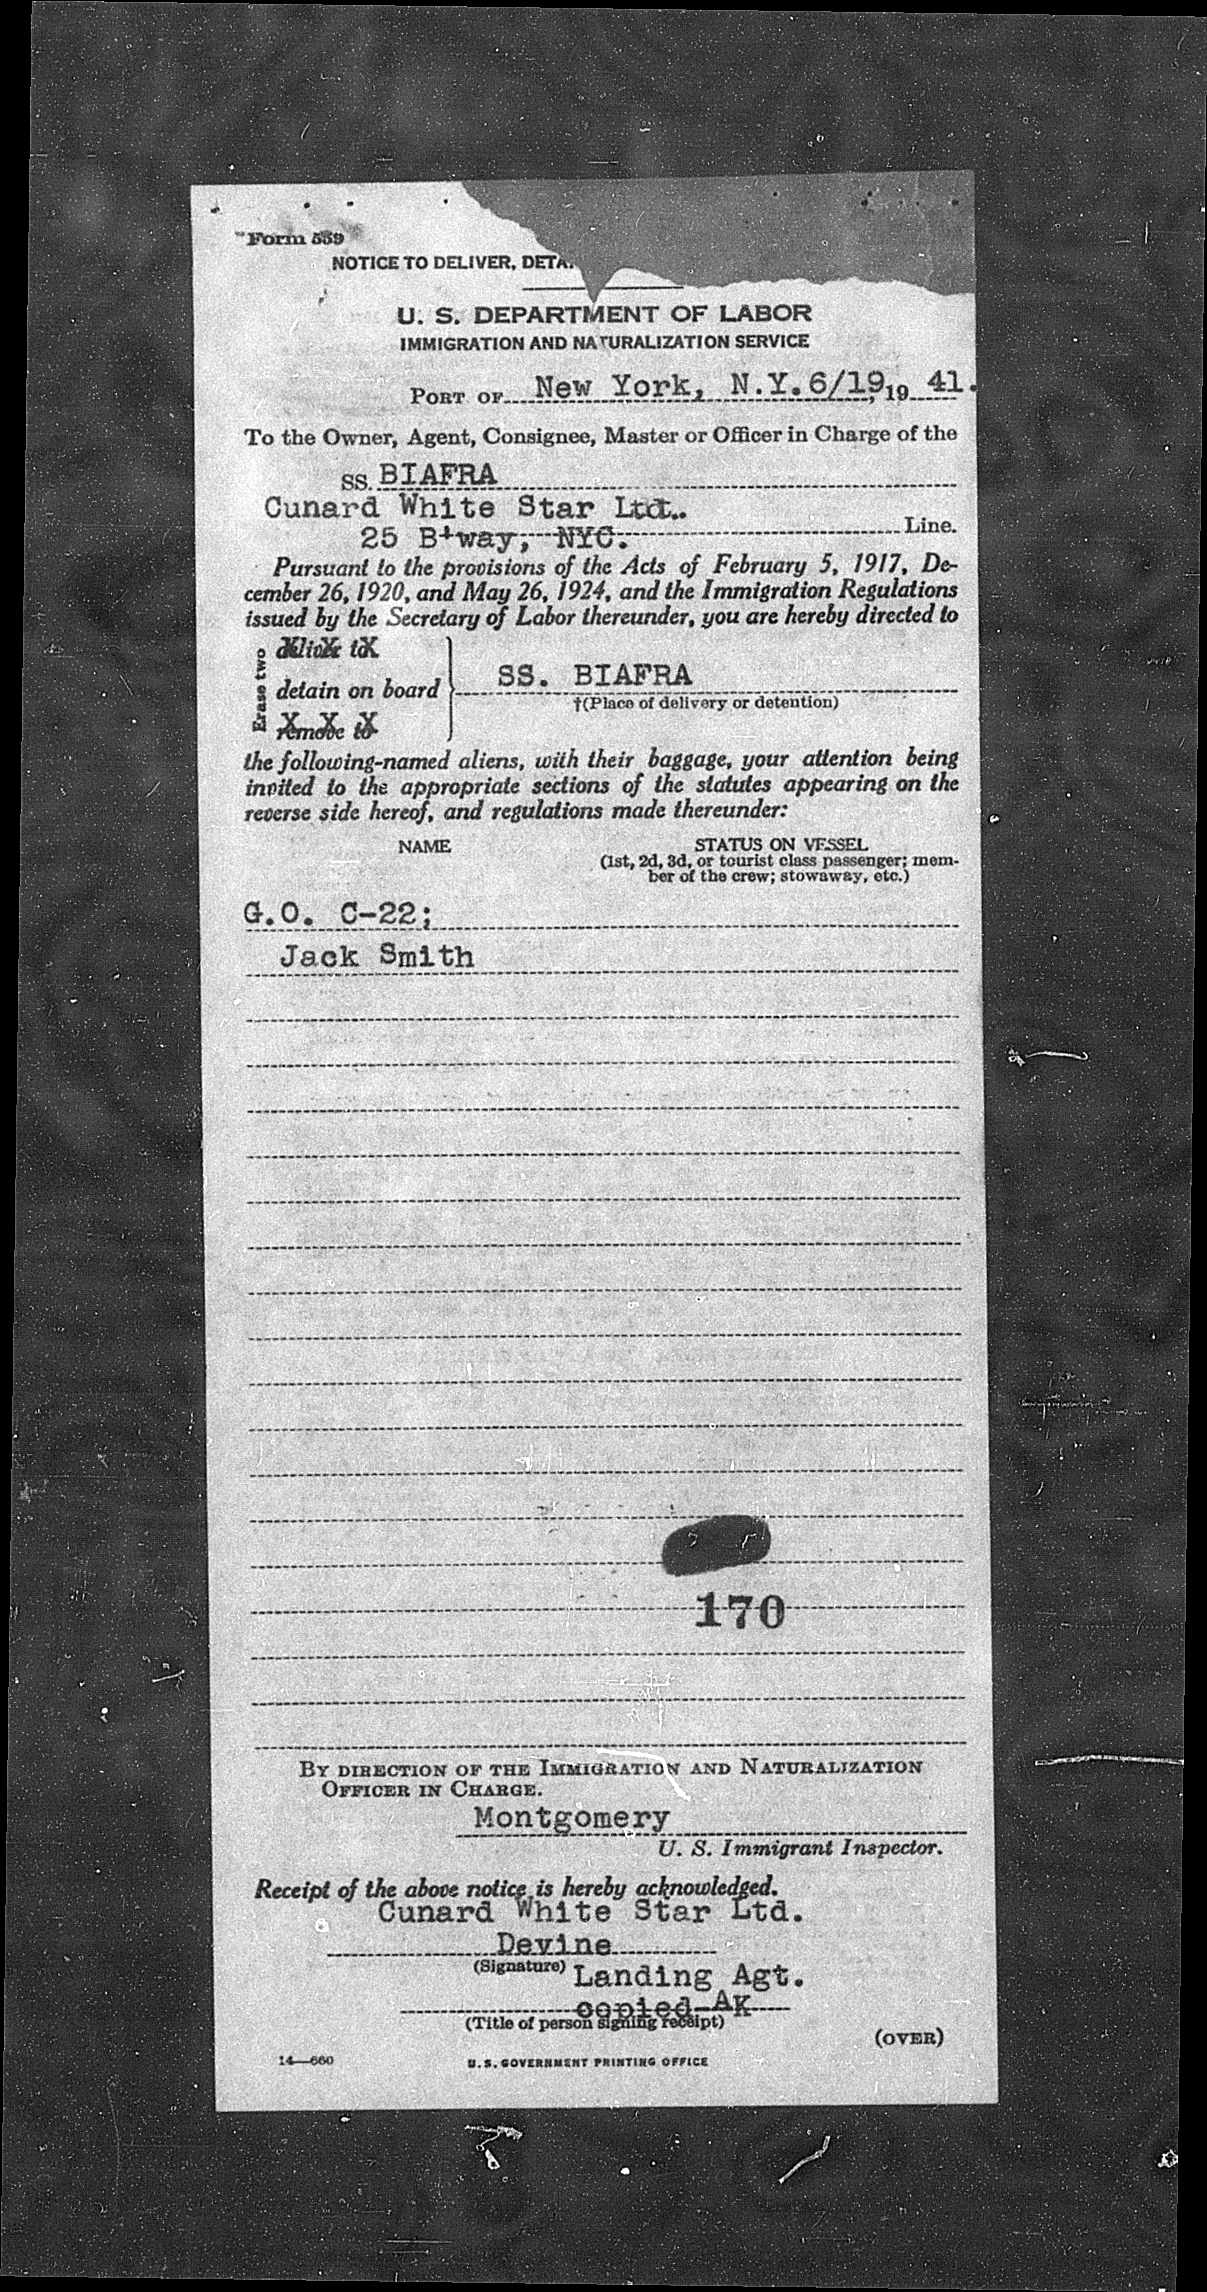 Form 559
NOTICE TO DELIVER, DETA
U. S. DEPARTMENT OF LABOR
IMMIGRATION AND NATURALIZATION SERVICE
PORT OF New York, N.Y. 6/19, 19 41.
To the Owner, Agent, Consignee, Master or Officer in Charge of the
SS. BIAFRA
Cunard White Star Ltd..
25 B'way, NYC. Line.
Pursuant to the provisions of the Acts of February 5, 1917, De-
cember 26, 1920, and May 26, 1924, and the Immigration Regulations
issued by the Secretary of Labor thereunder, you are hereby directed to
Erase two
deliver to
detain on board SS. BIAFRA
†(Place of delivery or detention)
remove to
the following-named aliens, with their baggage, your attention being
invited to the appropriate sections of the statutes appearing on the
reverse side hereof, and regulations made thereunder:
NAME STATUS ON VESSEL
(1st, 2d, 3d, or tourist class passenger; mem-
ber of the crew; stowaway, etc.)
G.O. C-22;
Jack Smith
170
BY DIRECTION OF THE IMMIGRATION AND NATURALIZATION
OFFICER IN CHARGE.
Montgomery
U. S. Immigrant Inspector.
Receipt of the above notice is hereby acknowledged.
Cunard White Star Ltd.
Devine
(Signature) Landing Agt.
copied-AK
(Title of person signing receipt)
(OVER)
14—660 U.S. GOVERNMENT PRINTING OFFICE